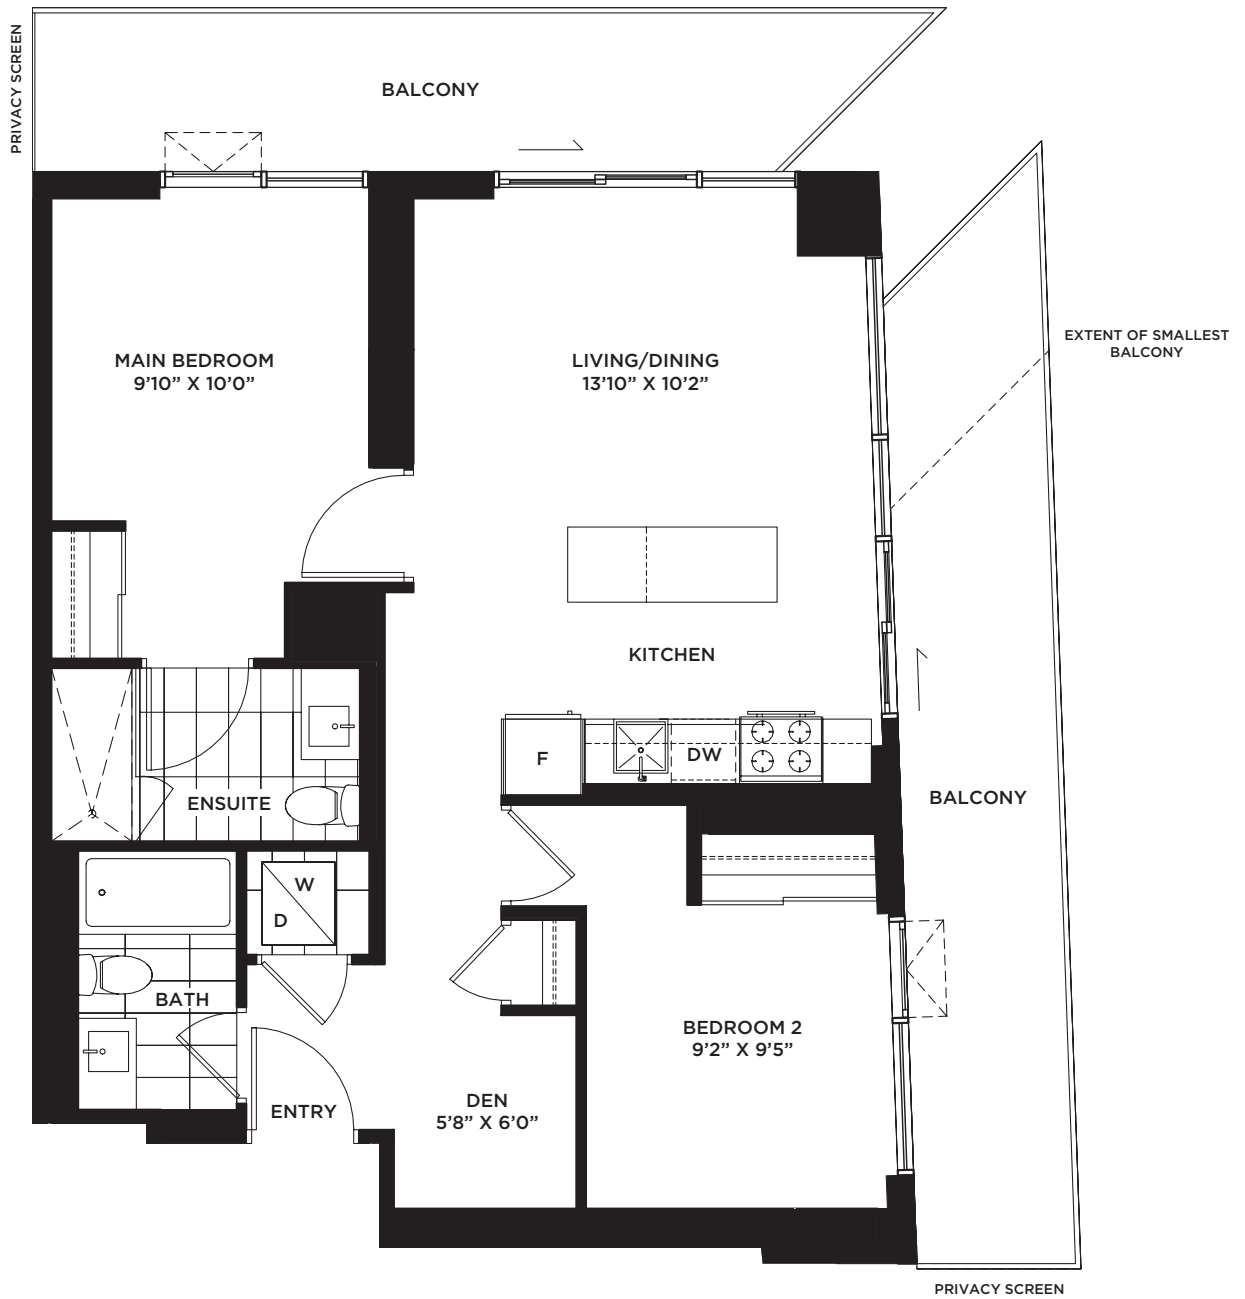 PRIVACY SCREEN
BALCONY
MAIN BEDROOM
9’10” X 10’0”
LIVING/DINING
13’10” X 10’2”
EXTENT OF SMALLEST
BALCONY
KITCHEN
F
DW
ENSUITE
BALCONY
W
D
BATH
BEDROOM 2
9’2” X 9’5”
DEN
5’8” X 6’0”
ENTRY
PRIVACY SCREEN